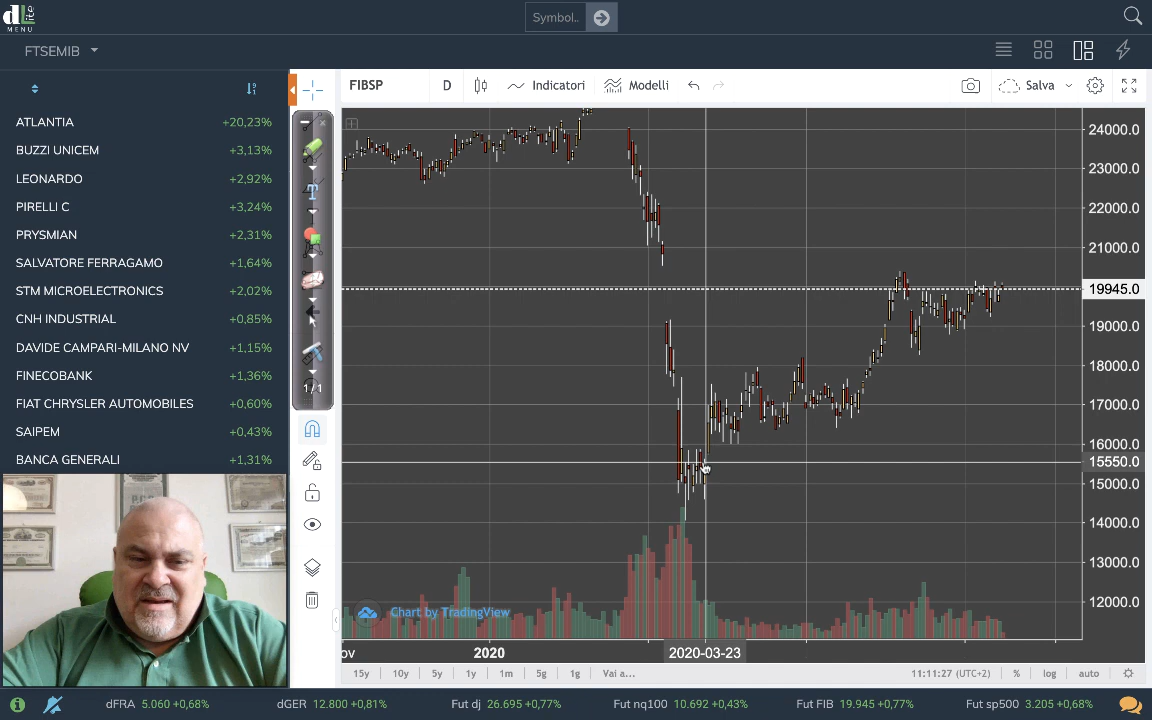 dLite
MENU
Symbol..
FTSEMIB
ATLANTIA +20,23%
BUZZI UNICEM +3,13%
LEONARDO +2,92%
PIRELLI C +3,24%
PRYSMIAN +2,31%
SALVATORE FERRAGAMO +1,64%
STM MICROELECTRONICS +2,02%
CNH INDUSTRIAL +0,85%
DAVIDE CAMPARI-MILANO NV +1,15%
FINECOBANK +1,36%
FIAT CHRYSLER AUTOMOBILES +0,60%
SAIPEM +0,43%
BANCA GENERALI +1,31%
1/1
FIBSP D Indicatori Modelli Salva
24000.0
23000.0
22000.0
21000.0
19945.0
19000.0
18000.0
17000.0
16000.0
15550.0
15000.0
14000.0
13000.0
12000.0
Chart by TradingView
ov 2020 2020-03-23
15y 10y 5y 1y 1m 5g 1g Vai a... 11:11:27 (UTC+2) % log auto
dFRA 5.060 +0,68% dGER 12.800 +0,81% Fut dj 26.695 +0,77% Fut nq100 10.692 +0,43% Fut FIB 19.945 +0,77% Fut sp500 3.205 +0,68%